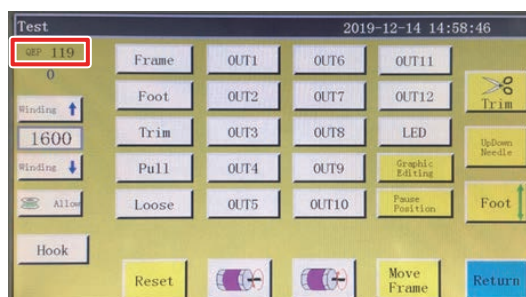 Test 2019-12-14 14:58:46
QEP 119
0
Frame OUT1 OUT6 OUT11
Foot OUT2 OUT7 OUT12
Trim
Winding
1600
Trim OUT3 OUT8 LED
UpDown
Needle
Winding
Pull OUT4 OUT9 Graphic
Editing
Allow
Loose OUT5 OUT10 Pause
Position
Foot
Hook
Reset
Move
Frame
Return